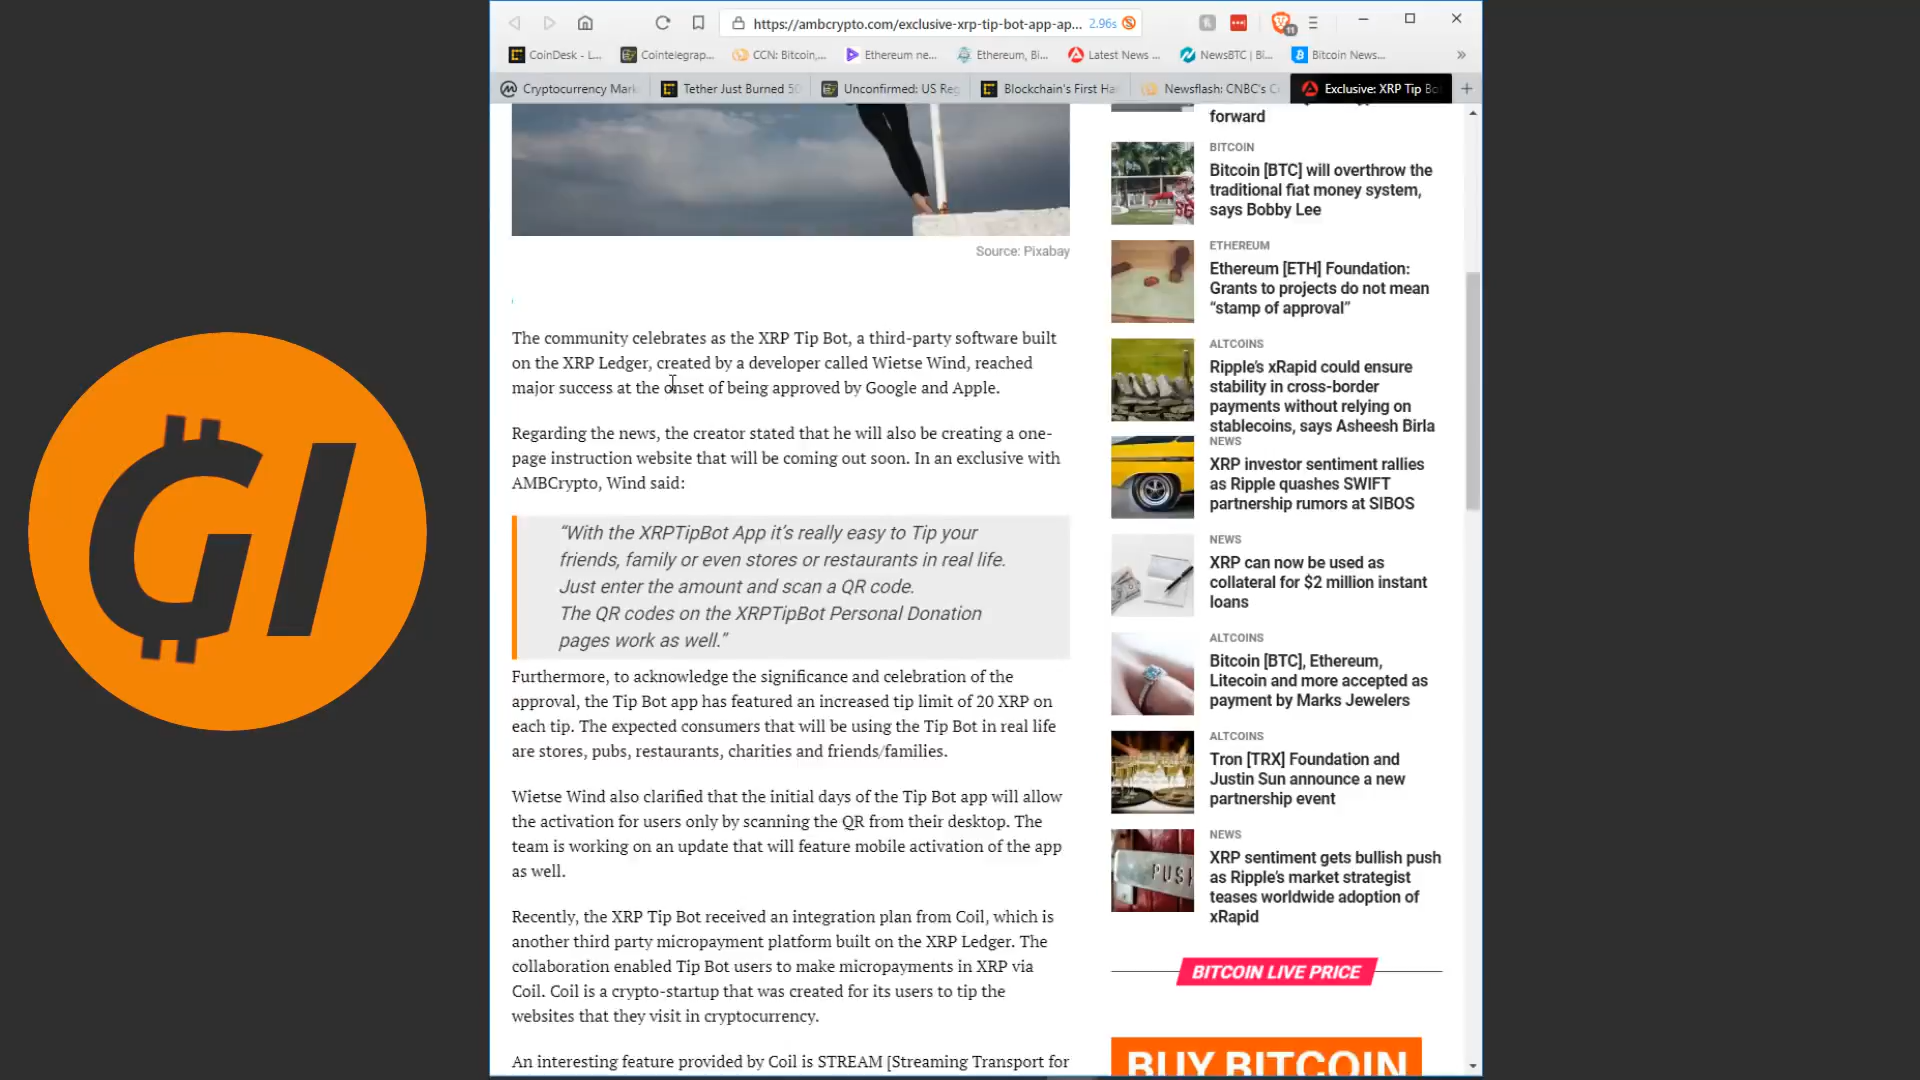 https://ambcrypto.com/exclusive-xrp-tip-bot-app-ap... 2.96s
11
CoinDesk - L...
Cointelegrap...
CCN: Bitcoin,...
Ethereum ne...
Ethereum, Bi...
Latest News ...
NewsBTC | Bi...
Bitcoin News...
Cryptocurrency Mark
Tether Just Burned 50
Unconfirmed: US Reg
Blockchain's First Ha
Newsflash: CNBC's C
Exclusive: XRP Tip Bo
GI
Source: Pixabay
The community celebrates as the XRP Tip Bot, a third-party software built
on the XRP Ledger, created by a developer called Wietse Wind, reached
major success at the onset of being approved by Google and Apple.
Regarding the news, the creator stated that he will also be creating a one-
page instruction website that will be coming out soon. In an exclusive with
AMBCrypto, Wind said:
“With the XRPTipBot App it’s really easy to Tip your
friends, family or even stores or restaurants in real life.
Just enter the amount and scan a QR code.
The QR codes on the XRPTipBot Personal Donation
pages work as well.”
Furthermore, to acknowledge the significance and celebration of the
approval, the Tip Bot app has featured an increased tip limit of 20 XRP on
each tip. The expected consumers that will be using the Tip Bot in real life
are stores, pubs, restaurants, charities and friends/families.
Wietse Wind also clarified that the initial days of the Tip Bot app will allow
the activation for users only by scanning the QR from their desktop. The
team is working on an update that will feature mobile activation of the app
as well.
Recently, the XRP Tip Bot received an integration plan from Coil, which is
another third party micropayment platform built on the XRP Ledger. The
collaboration enabled Tip Bot users to make micropayments in XRP via
Coil. Coil is a crypto-startup that was created for its users to tip the
websites that they visit in cryptocurrency.
An interesting feature provided by Coil is STREAM [Streaming Transport for
forward
BITCOIN
Bitcoin [BTC] will overthrow the
traditional fiat money system,
says Bobby Lee
ETHEREUM
Ethereum [ETH] Foundation:
Grants to projects do not mean
“stamp of approval”
ALTCOINS
Ripple’s xRapid could ensure
stability in cross-border
payments without relying on
stablecoins, says Asheesh Birla
NEWS
XRP investor sentiment rallies
as Ripple quashes SWIFT
partnership rumors at SIBOS
NEWS
XRP can now be used as
collateral for $2 million instant
loans
ALTCOINS
Bitcoin [BTC], Ethereum,
Litecoin and more accepted as
payment by Marks Jewelers
ALTCOINS
Tron [TRX] Foundation and
Justin Sun announce a new
partnership event
NEWS
XRP sentiment gets bullish push
as Ripple’s market strategist
teases worldwide adoption of
xRapid
PUSH
BITCOIN LIVE PRICE
BUY BITCOIN